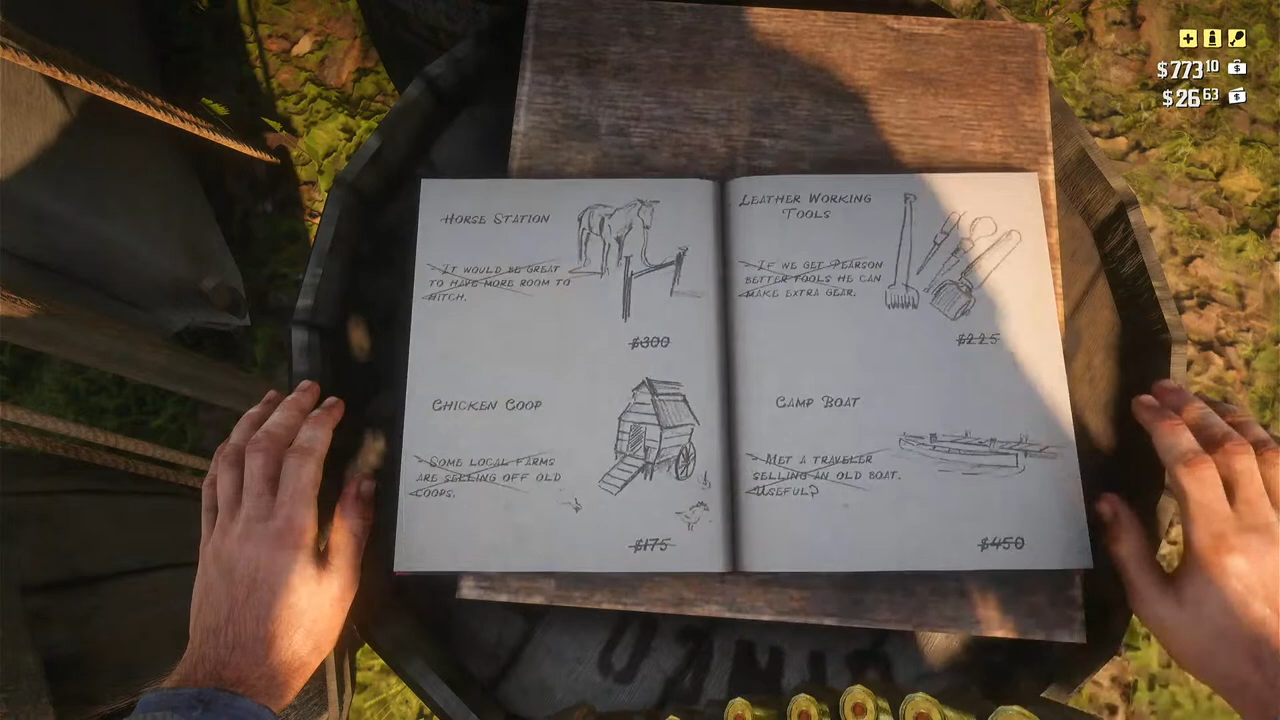 $773 10
$26 63
Horse Station
- It would be great
to have more room to
hitch.
$300
Chicken Coop
- Some local farms
are selling off old
coops.
$175
Leather Working
Tools
- If we get Pearson
better tools he can
make extra gear.
$225
Camp Boat
- Met a traveler
selling an old boat.
Useful?
$450